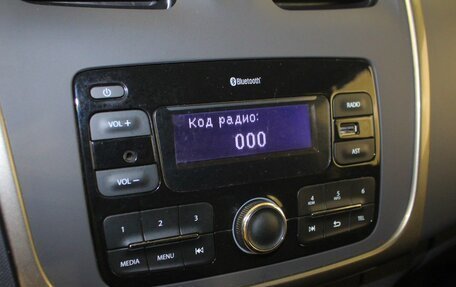 Bluetooth
Код радио:
000
VOL +
VOL −
RADIO
AST
1 2 3
4 5 6
MEDIA MENU
TEL